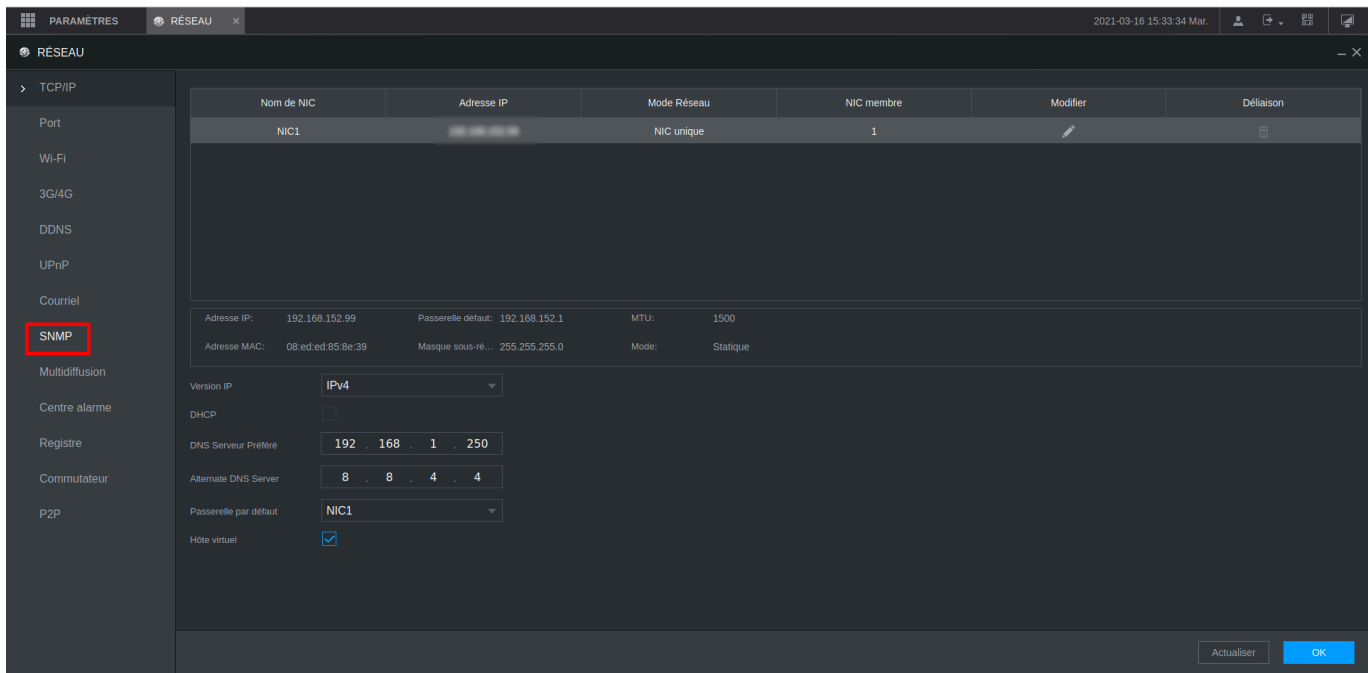 PARAMÈTRES RÉSEAU × 2021-03-16 15:33:34 Mar.
RÉSEAU
TCP/IP
Port
Wi-Fi
3G/4G
DDNS
UPnP
Courriel
SNMP
Multidiffusion
Centre alarme
Registre
Commutateur
P2P
Nom de NIC Adresse IP Mode Réseau NIC membre Modifier Déliaison
NIC1 NIC unique 1
Adresse IP: 192.168.152.99 Passerelle défaut: 192.168.152.1 MTU: 1500
Adresse MAC: 08:ed:ed:85:8e:39 Masque sous-ré... 255.255.255.0 Mode: Statique
Version IP IPv4
DHCP
DNS Serveur Préféré 192 . 168 . 1 . 250
Alternate DNS Server 8 . 8 . 4 . 4
Passerelle par défaut NIC1
Hôte virtuel
Actualiser OK